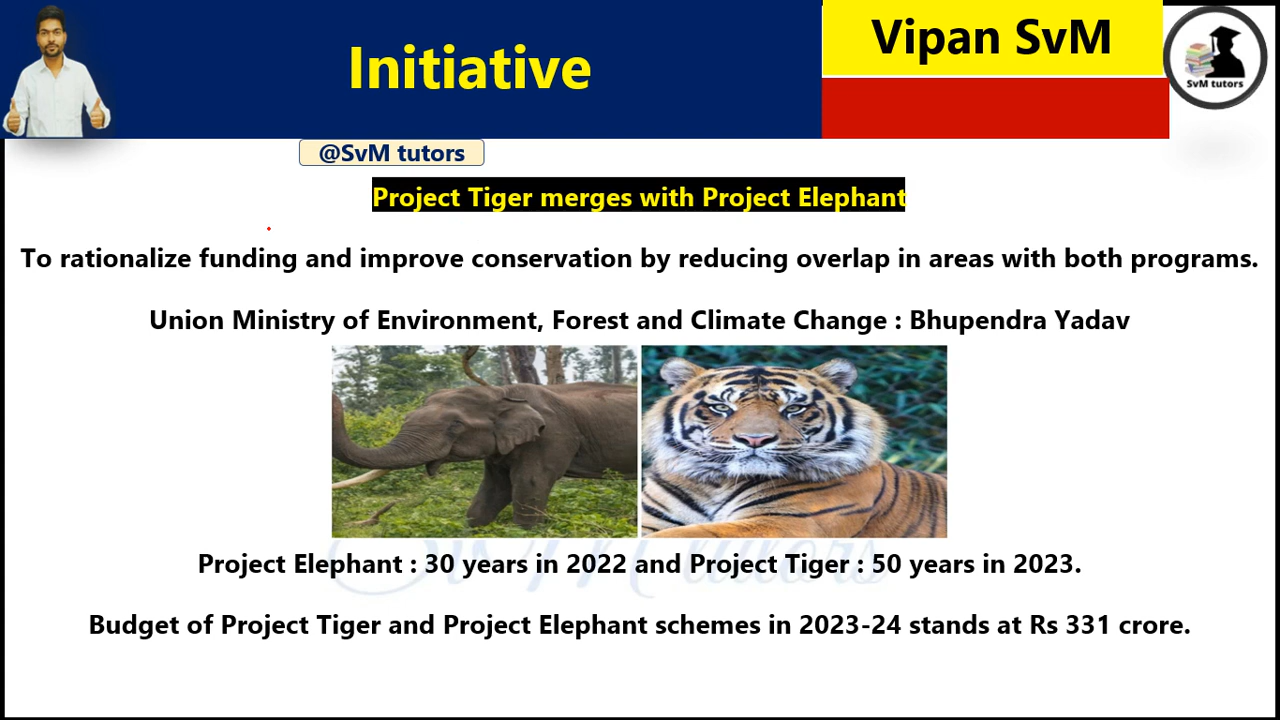 Initiative
Vipan SvM
SvM tutors
@SvM tutors
Project Tiger merges with Project Elephant
To rationalize funding and improve conservation by reducing overlap in areas with both programs.
Union Ministry of Environment, Forest and Climate Change : Bhupendra Yadav
SvM tutors
Project Elephant : 30 years in 2022 and Project Tiger : 50 years in 2023.
Budget of Project Tiger and Project Elephant schemes in 2023-24 stands at Rs 331 crore.